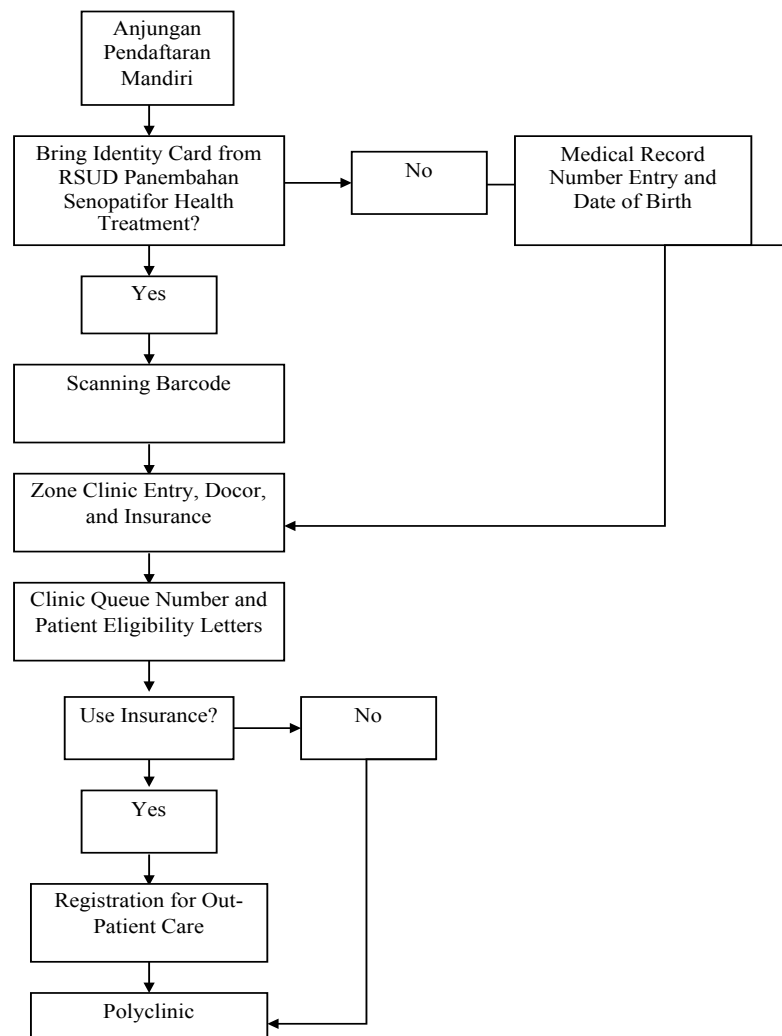 Anjungan
Pendaftaran
Mandiri
Bring Identity Card from
RSUD Panembahan
Senopatifor Health
Treatment?
No
Medical Record
Number Entry and
Date of Birth
Yes
Scanning Barcode
Zone Clinic Entry, Docor,
and Insurance
Clinic Queue Number and
Patient Eligibility Letters
Use Insurance?
No
Yes
Registration for Out-
Patient Care
Polyclinic